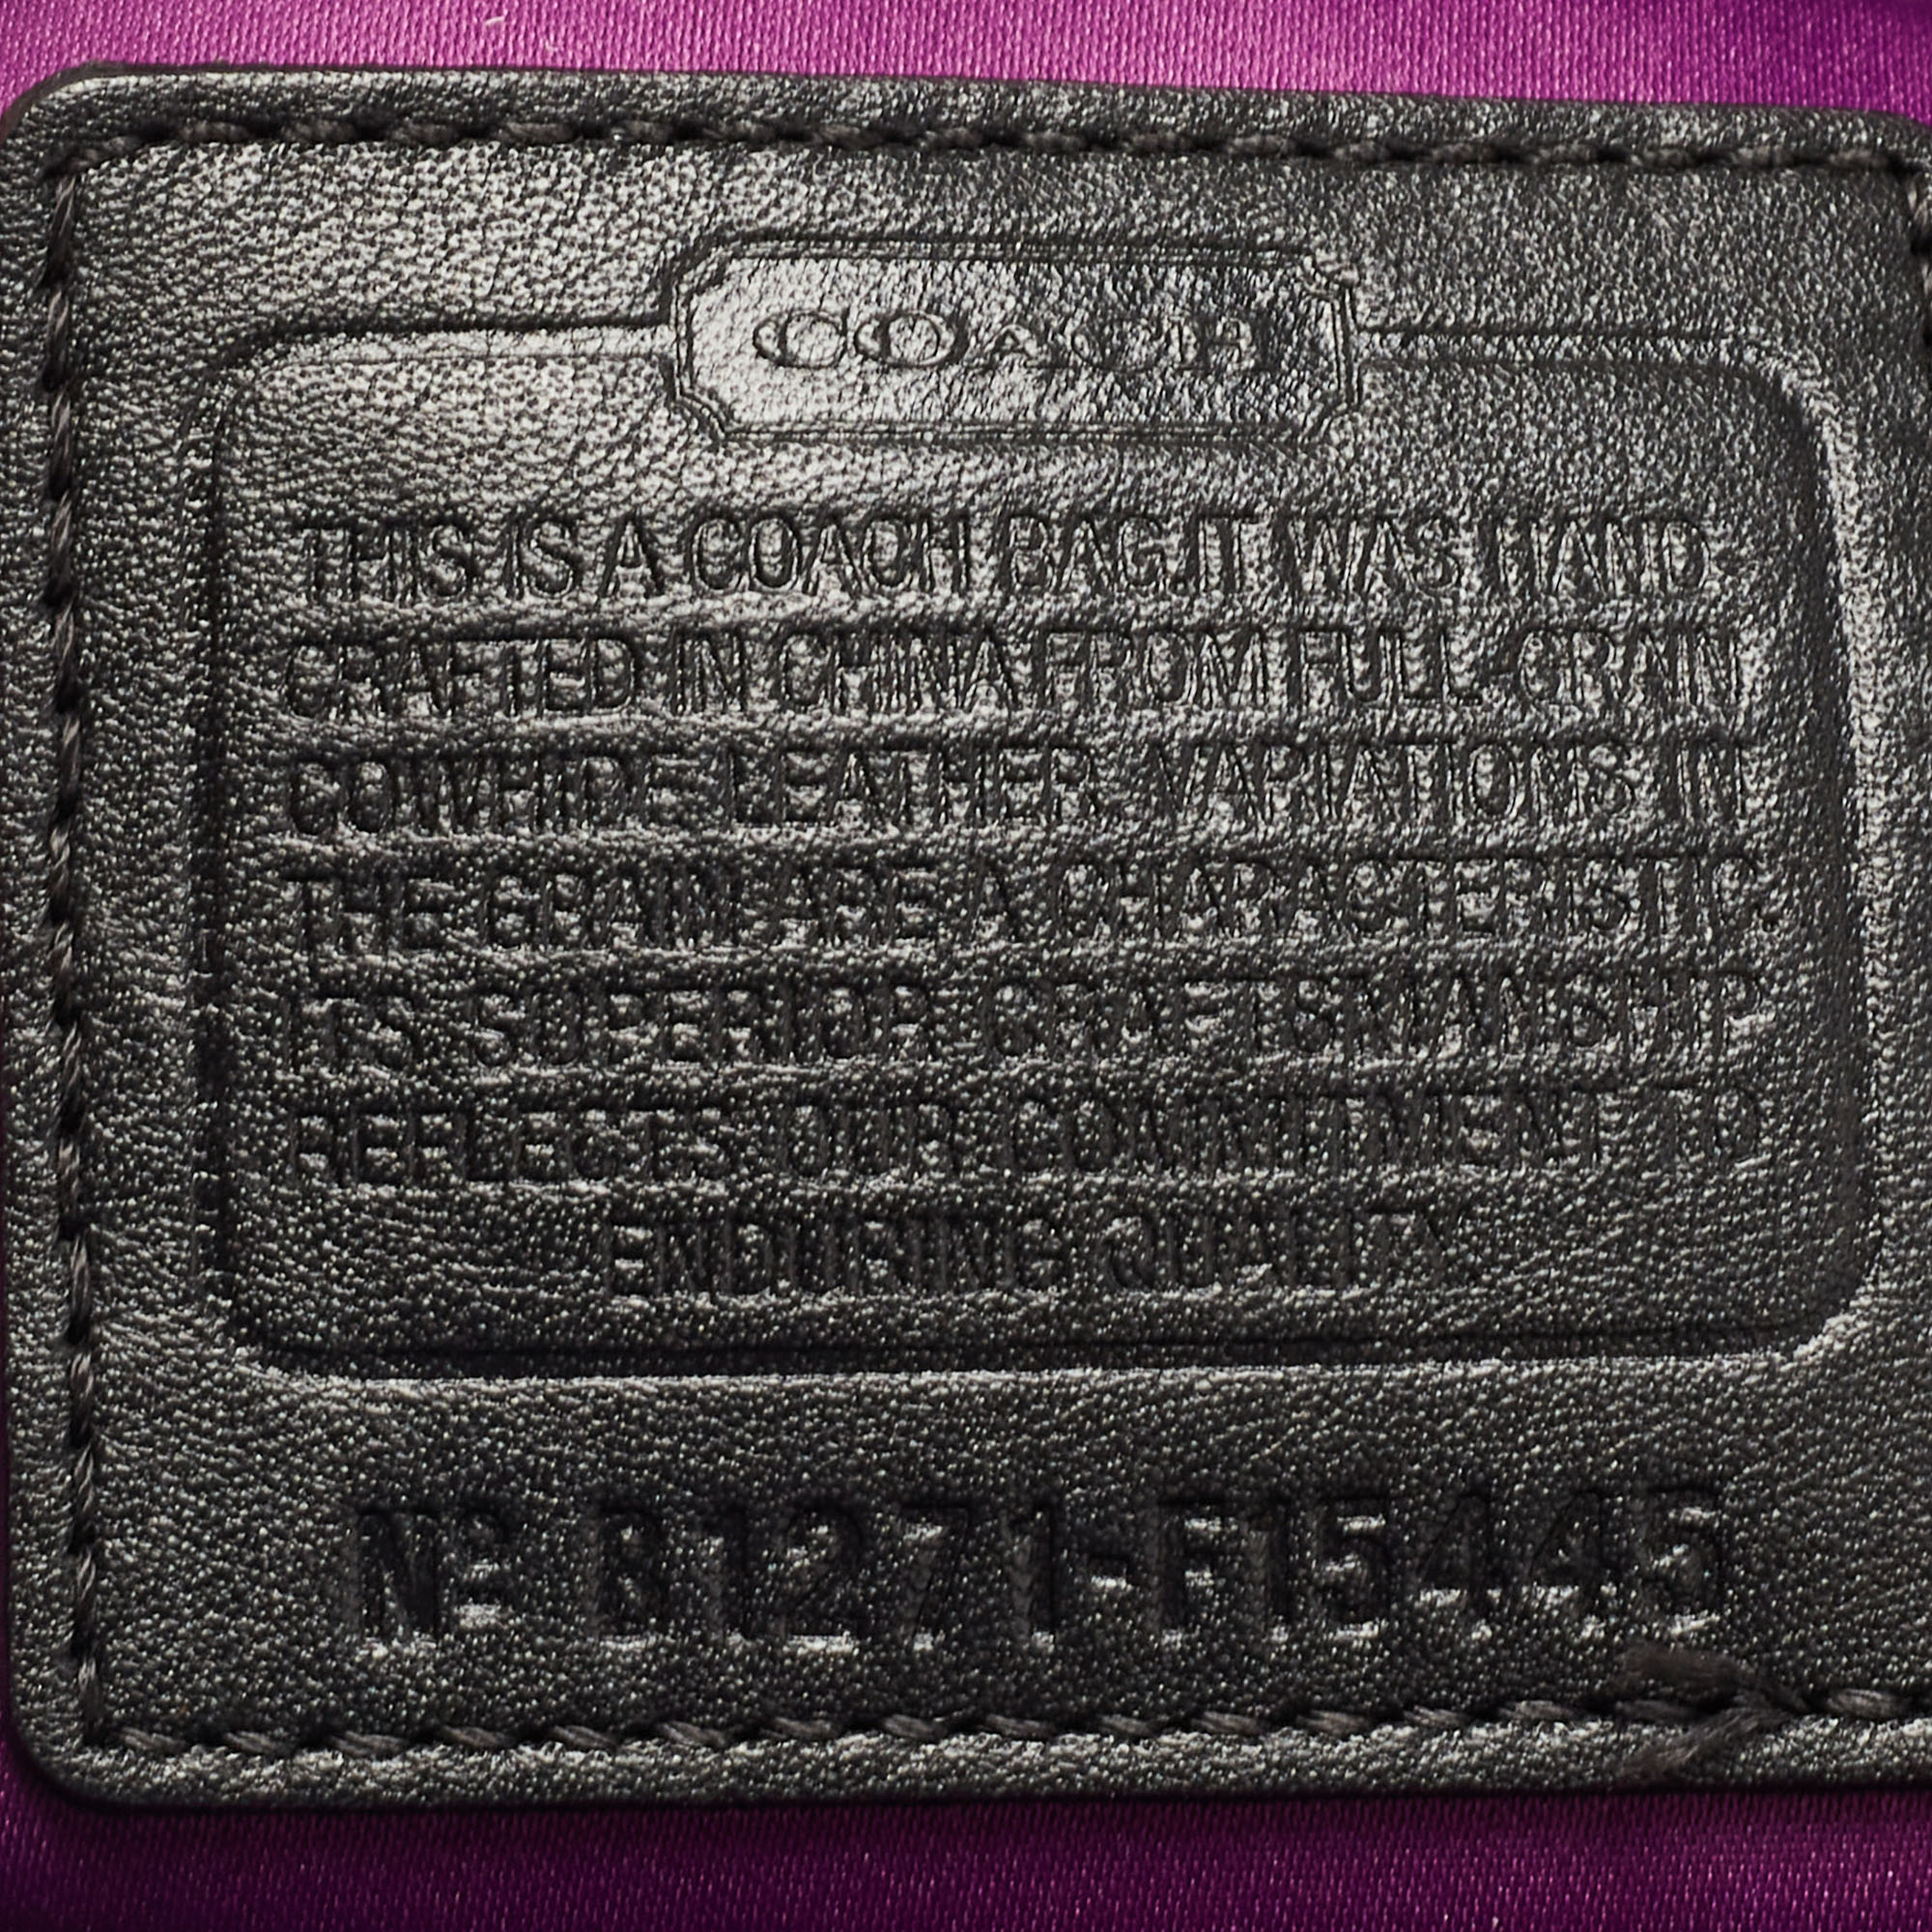 COACH
THIS IS A COACH BAG.IT WAS HAND
CRAFTED IN CHINA FROM FULL GRAIN
COWHIDE LEATHER. VARIATIONS IN
THE GRAIN ARE A CHARACTERISTIC.
ITS SUPERIOR CRAFTSMANSHIP
REFLECTS OUR COMMITMENT TO
ENDURING QUALITY.
Nº B1271-F15445